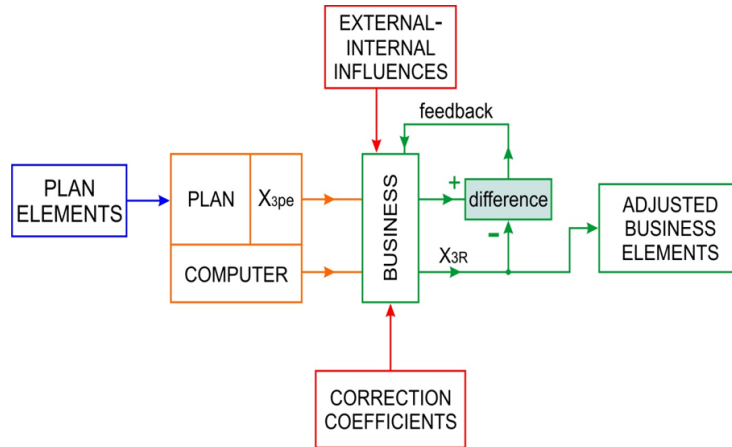 EXTERNAL-
INTERNAL
INFLUENCES
feedback
PLAN
ELEMENTS
PLAN
X3pe
COMPUTER
BUSINESS
+
difference
-
X3R
ADJUSTED
BUSINESS
ELEMENTS
CORRECTION
COEFFICIENTS